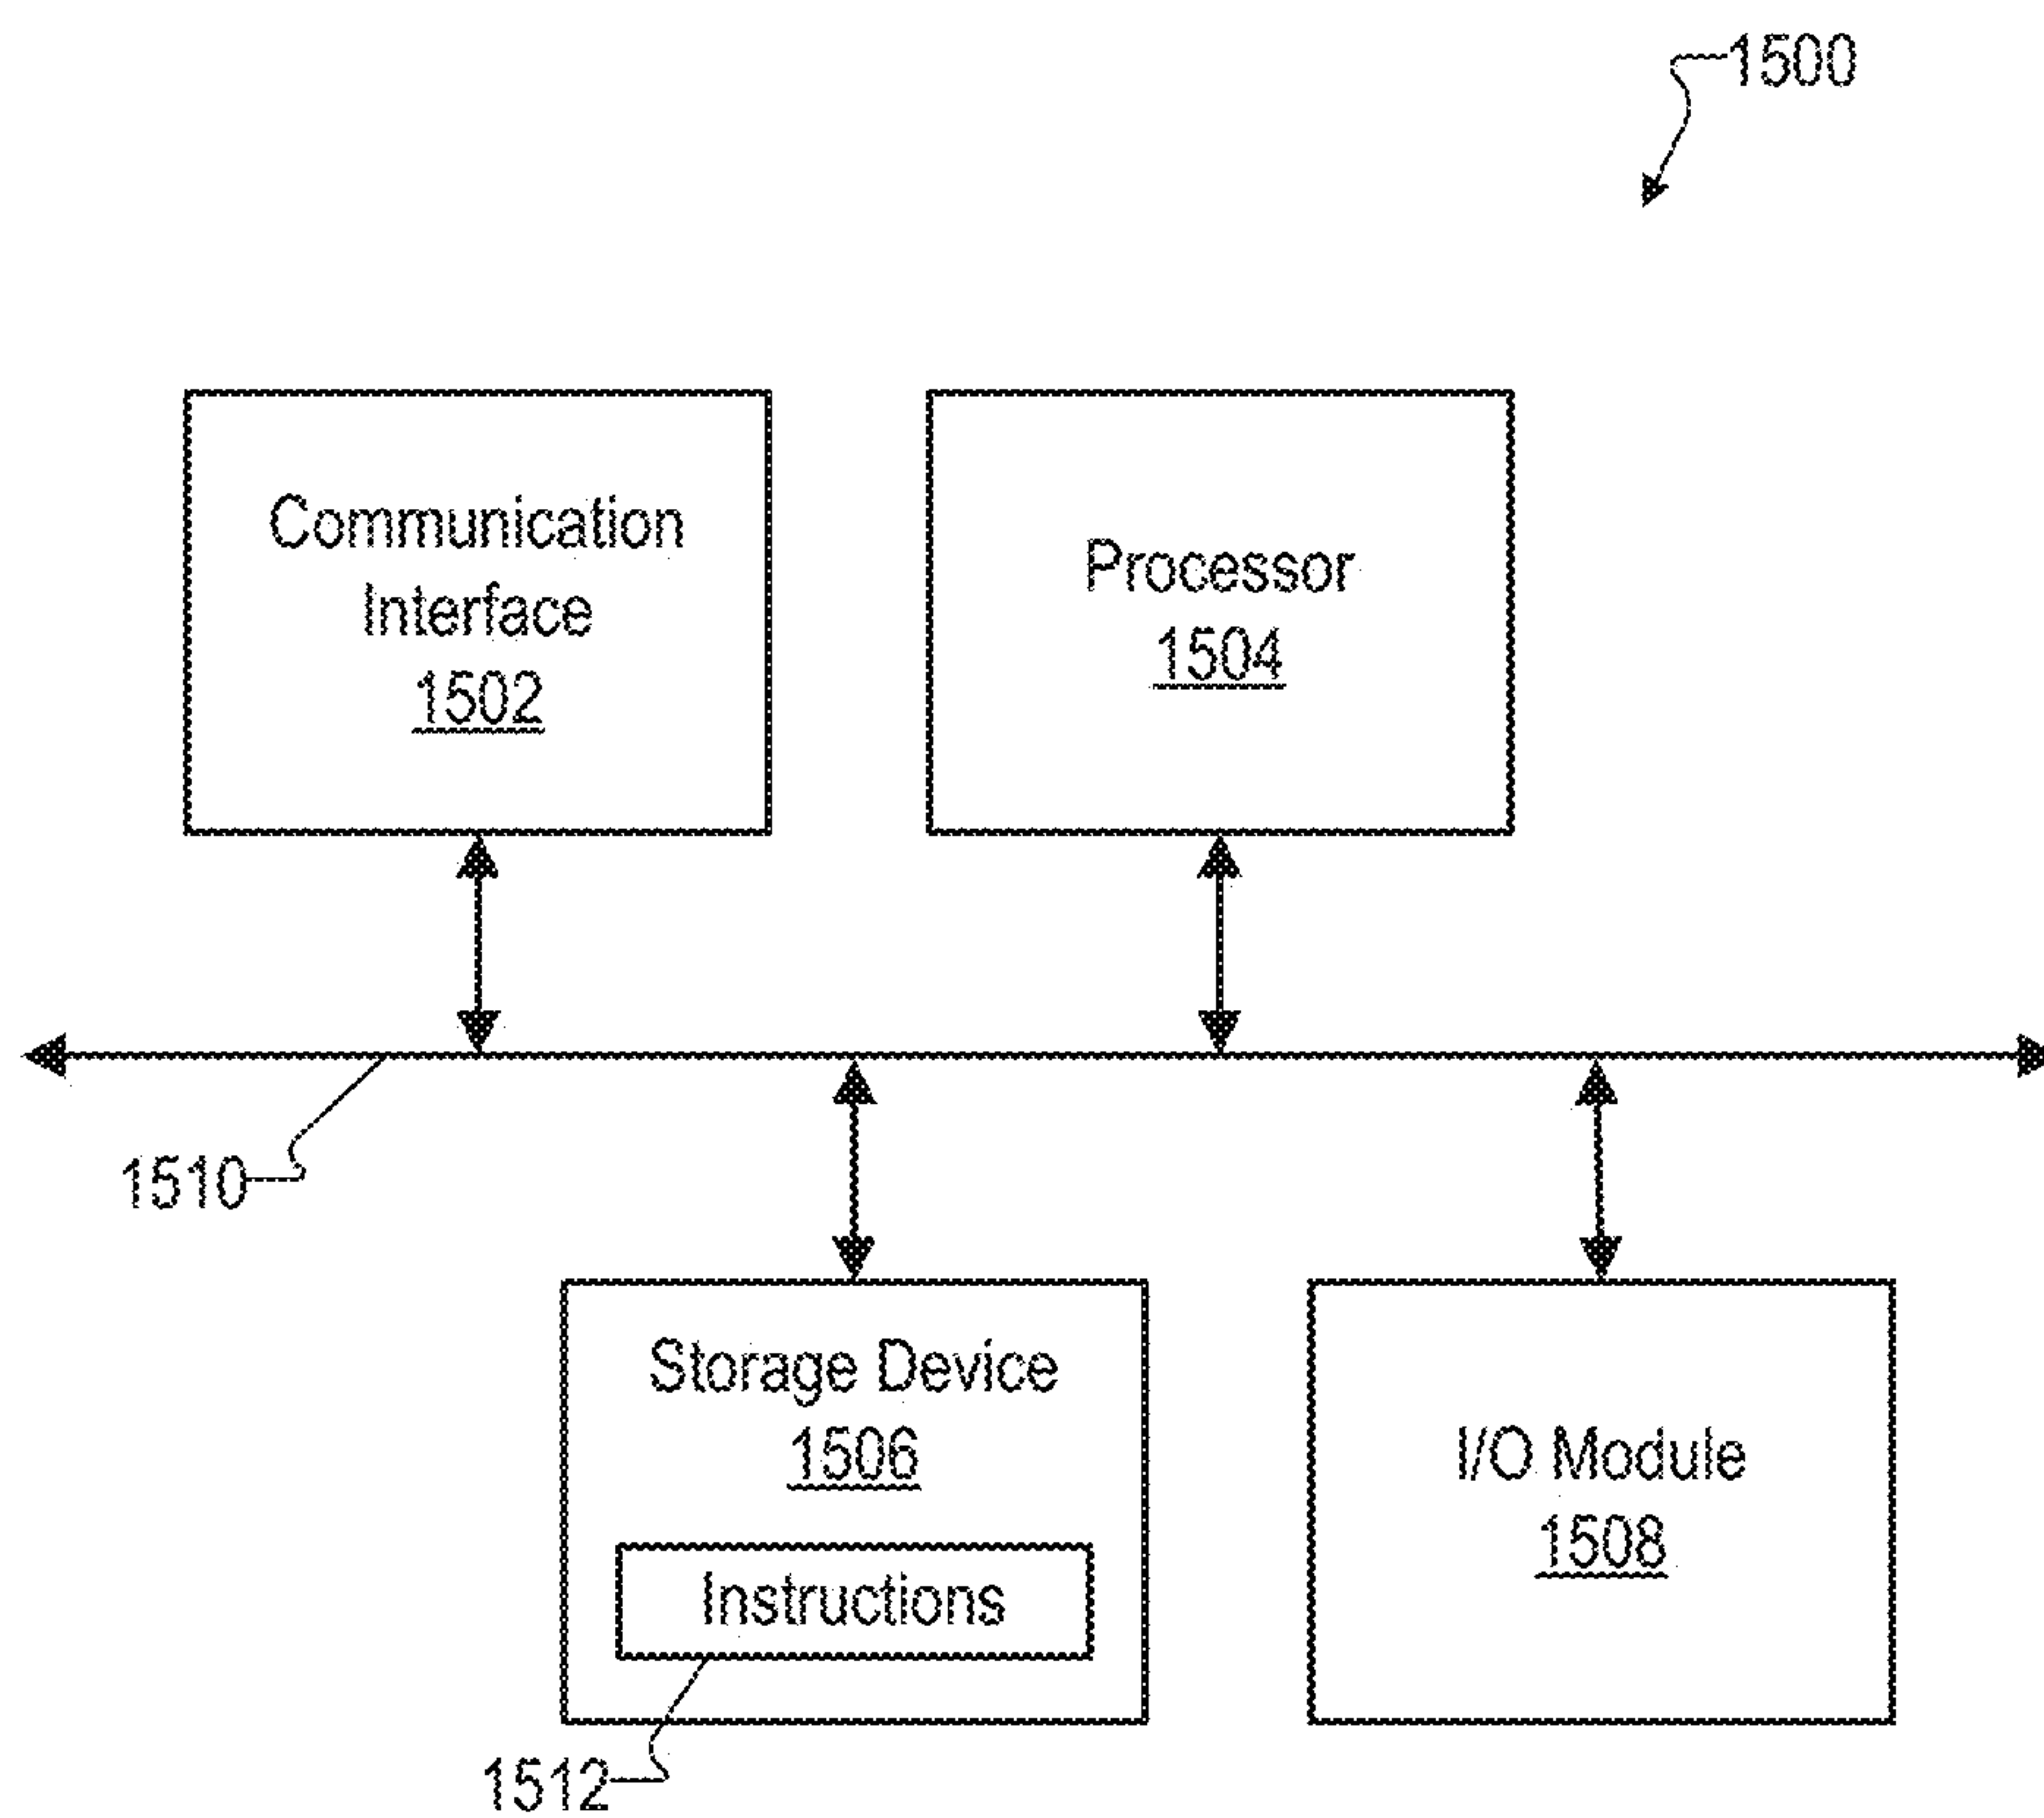 1500
Communication
Interface
1502
Processor
1504
1510
Storage Device
1506
Instructions
1512
I/O Module
1508